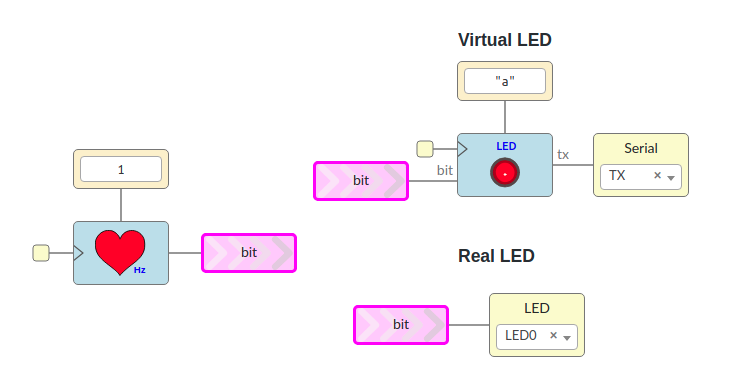 Virtual LED
"a"
LED
bit
tx
Serial
TX × 
bit
1
Hz
bit
Real LED
bit
LED
LED0 ×